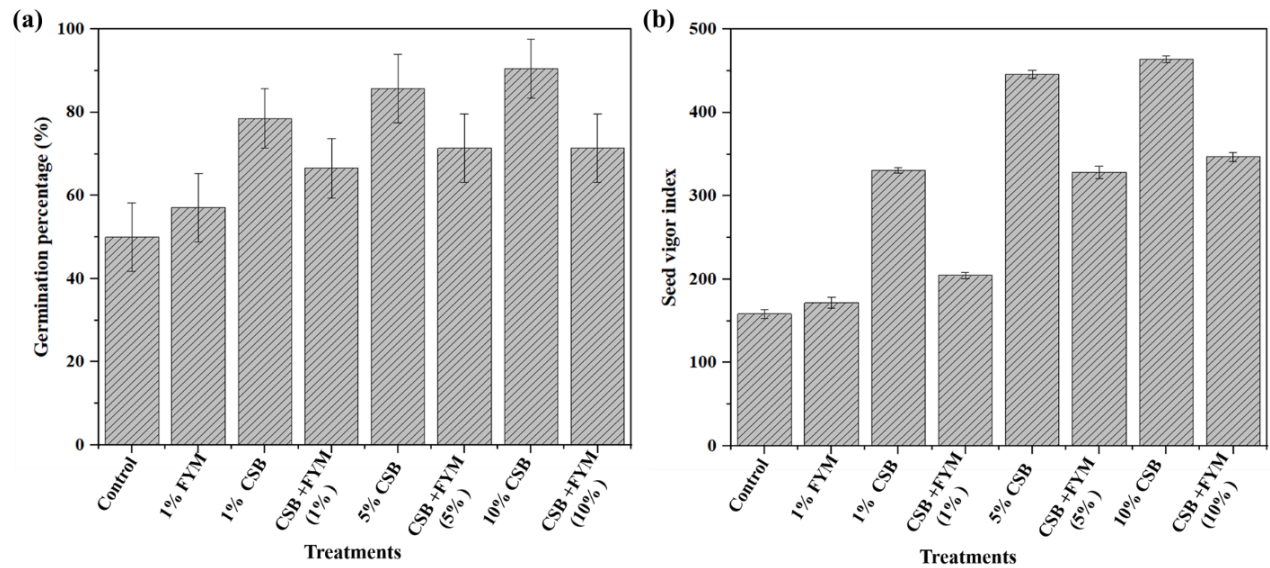 (a)
100
80
60
40
20
0
Germination percentage (%)
Control
1% FYM
1% CSB
CSB +FYM
(1% )
5% CSB
CSB +FYM
(5% )
10% CSB
CSB +FYM
(10%)
Treatments
(b)
500
400
300
200
100
0
Seed vigor index
Control
1% FYM
1% CSB
CSB +FYM
(1% )
5% CSB
CSB +FYM
(5% )
10% CSB
CSB +FYM
(10%)
Treatments